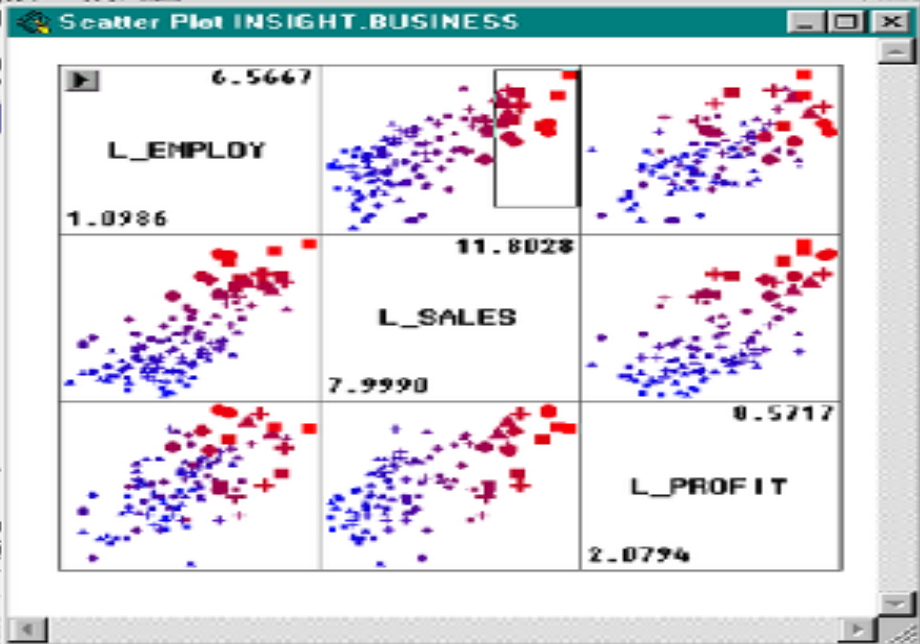 Scatter Plot INSIGHT.BUSINESS
6.5667
L_EMPLOY
1.0986
11.8028
L_SALES
7.9990
8.5717
L_PROFIT
2.0794